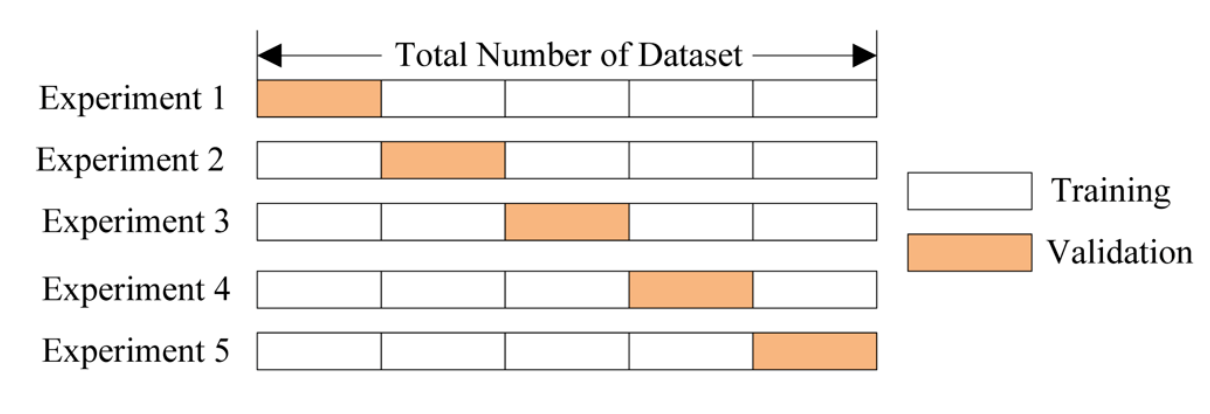 Total Number of Dataset
Experiment 1
Experiment 2
Experiment 3
Experiment 4
Experiment 5
Training
Validation